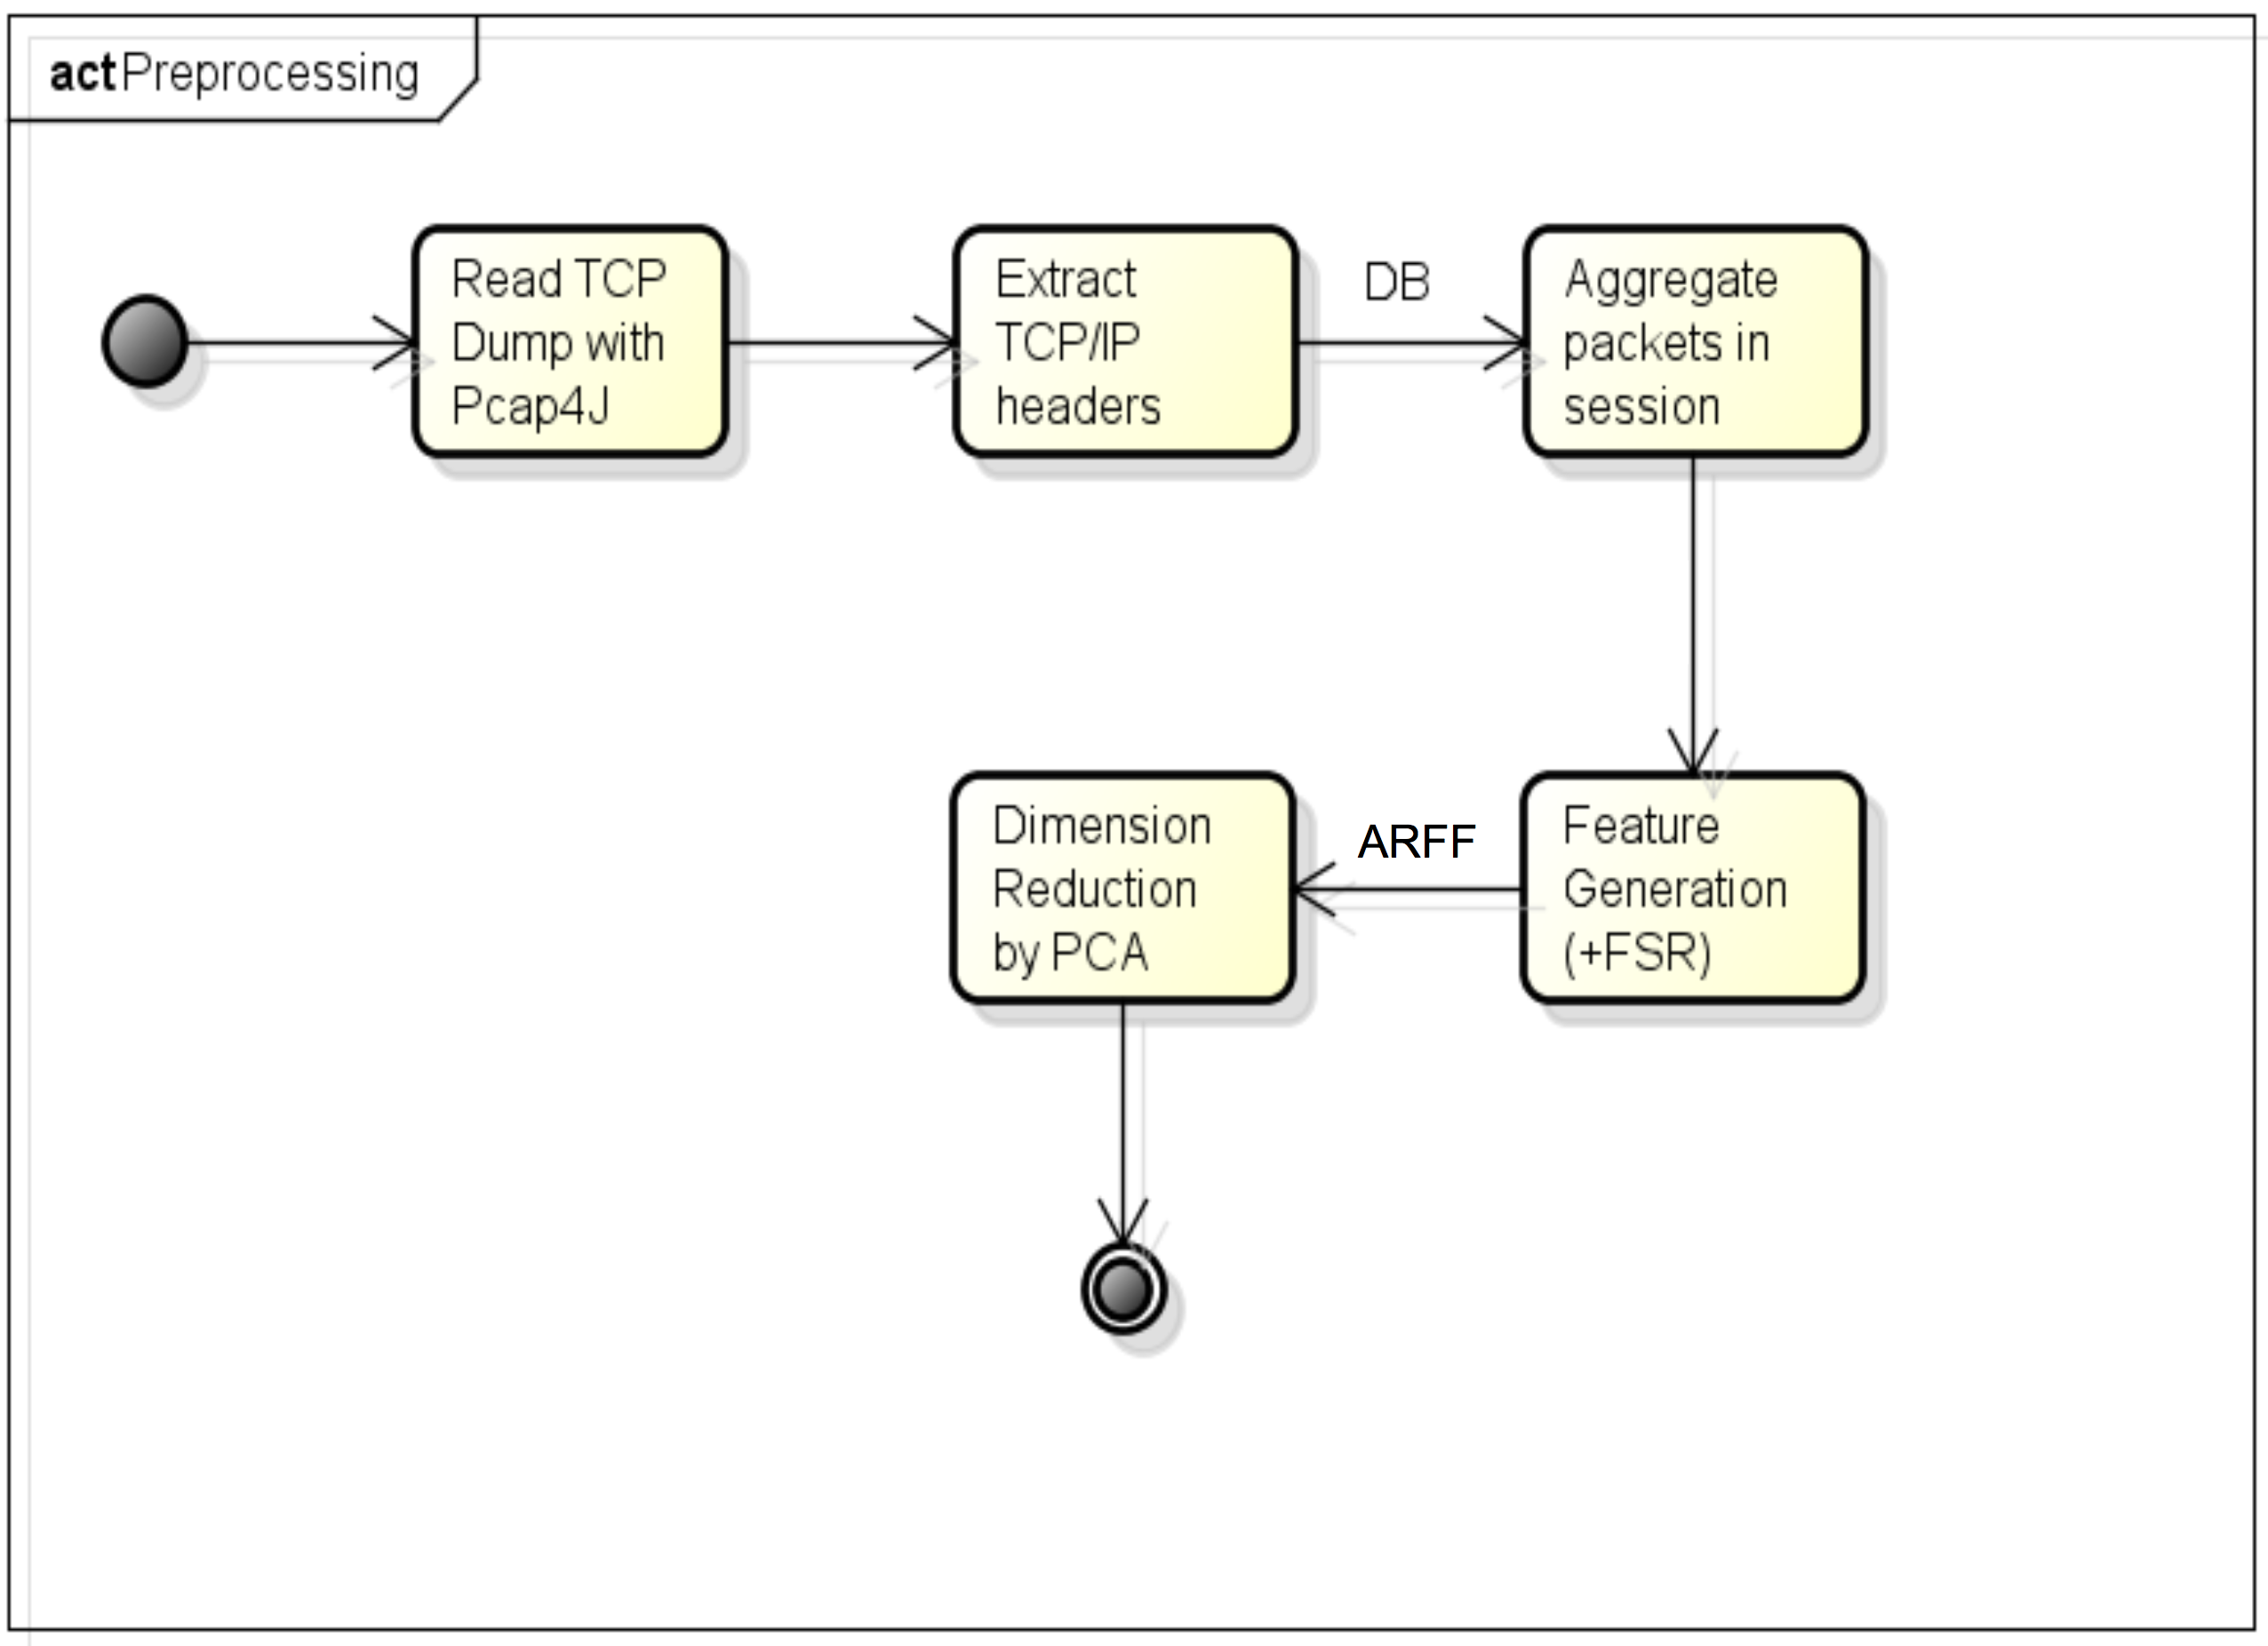 act Preprocessing
Read TCP
Dump with
Pcap4J
Extract
TCP/IP
headers
DB
Aggregate
packets in
session
Feature
Generation
(+FSR)
ARFF
Dimension
Reduction
by PCA